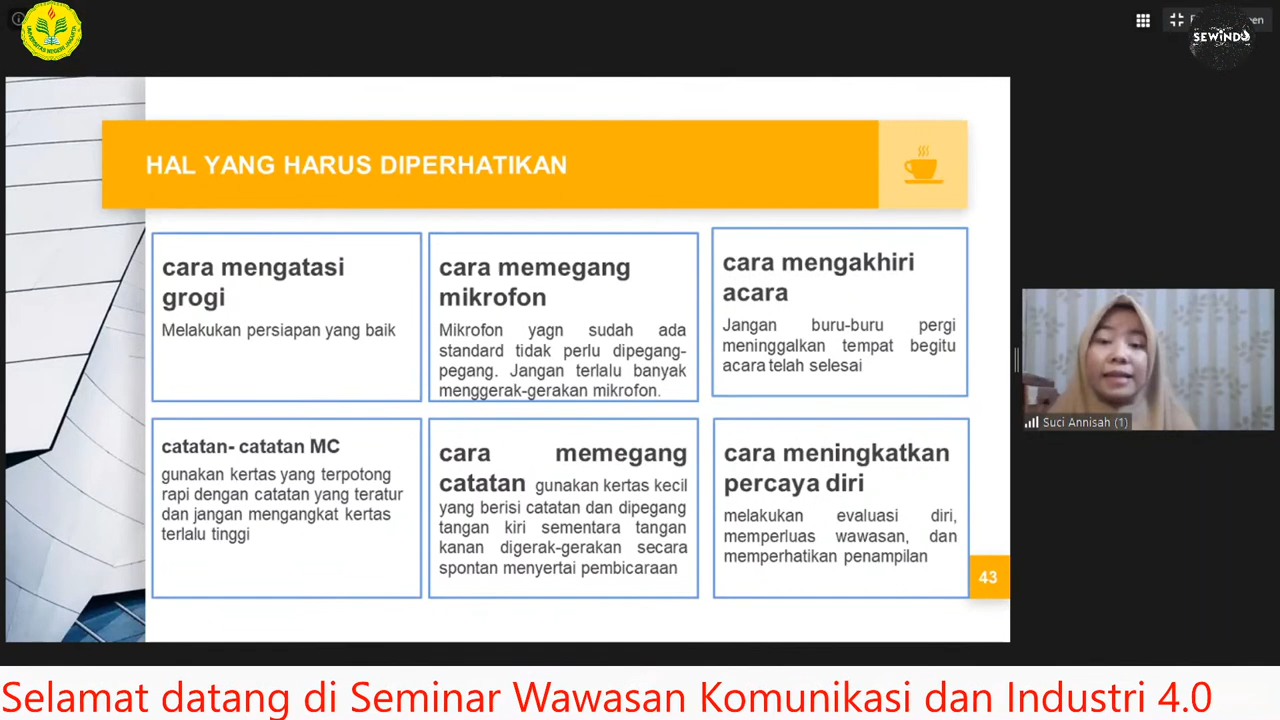 UNIVERSITAS NEGERI JAKARTA
SEWINDU
HAL YANG HARUS DIPERHATIKAN
cara mengatasi
grogi
Melakukan persiapan yang baik
cara memegang
mikrofon
Mikrofon yagn sudah ada
standard tidak perlu dipegang-
pegang. Jangan terlalu banyak
menggerak-gerakan mikrofon.
cara mengakhiri
acara
Jangan buru-buru pergi
meninggalkan tempat begitu
acara telah selesai
catatan- catatan MC
gunakan kertas yang terpotong
rapi dengan catatan yang teratur
dan jangan mengangkat kertas
terlalu tinggi
cara memegang
catatan gunakan kertas kecil
yang berisi catatan dan dipegang
tangan kiri sementara tangan
kanan digerak-gerakan secara
spontan menyertai pembicaraan
cara meningkatkan
percaya diri
melakukan evaluasi diri,
memperluas wawasan, dan
memperhatikan penampilan
43
Suci Annisah (1)
Selamat datang di Seminar Wawasan Komunikasi dan Industri 4.0